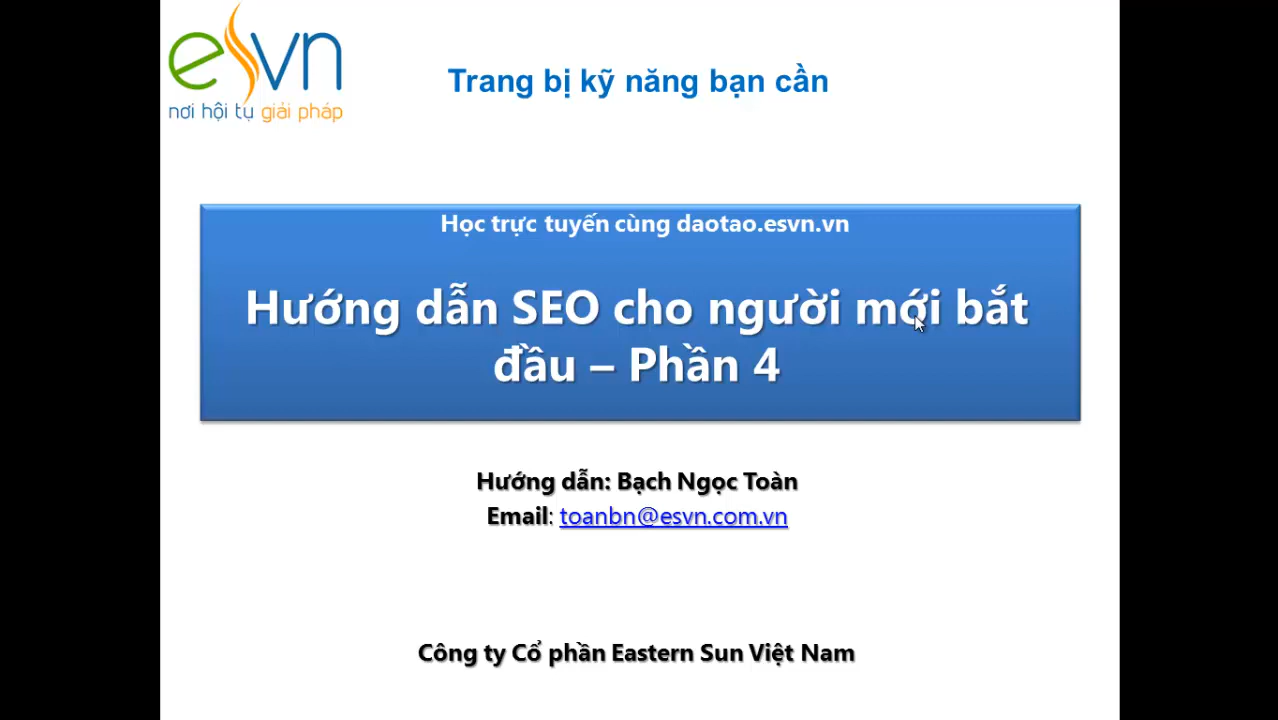 esvn
nơi hội tụ giải pháp
Trang bị kỹ năng bạn cần
Học trực tuyến cùng daotao.esvn.vn
Hướng dẫn SEO cho người mới bắt
đầu – Phần 4
Hướng dẫn: Bạch Ngọc Toàn
Email: toanbn@esvn.com.vn
Công ty Cổ phần Eastern Sun Việt Nam